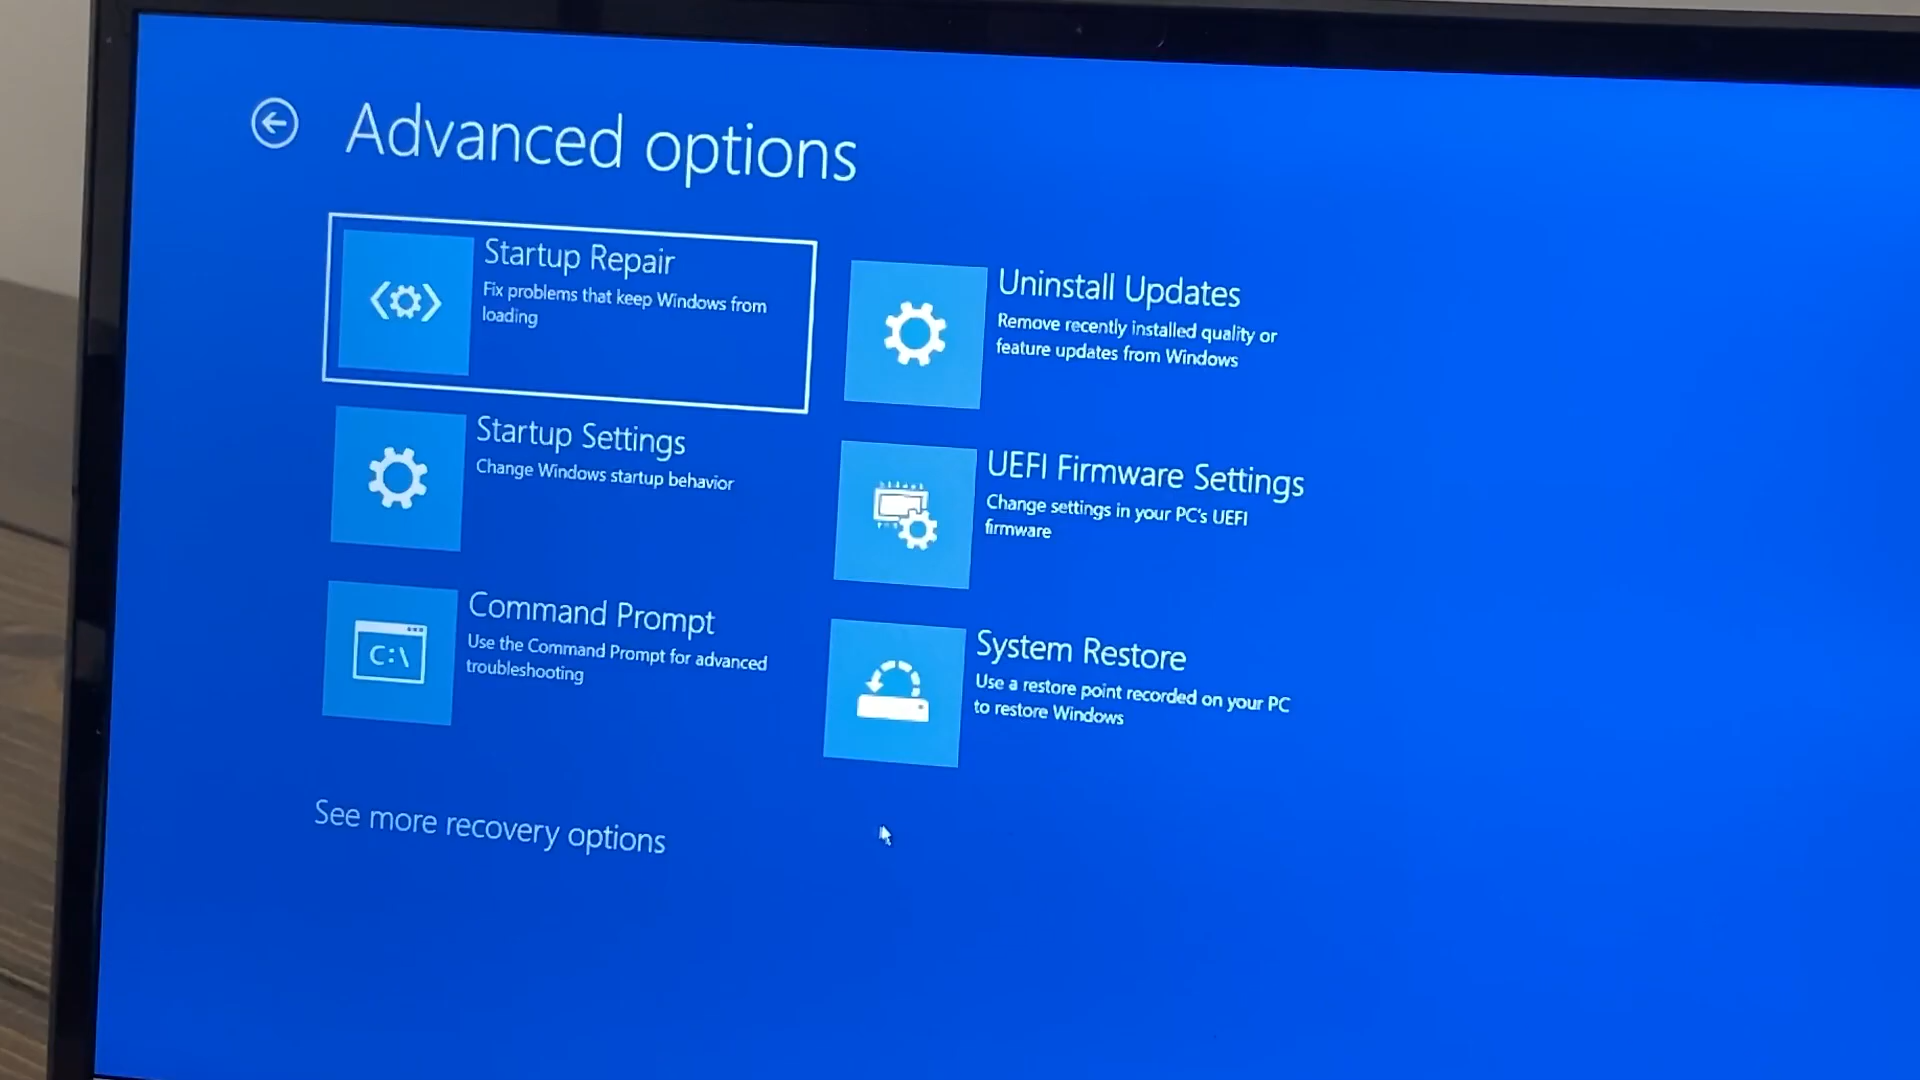 Advanced options
Startup Repair
Fix problems that keep Windows from
loading
Startup Settings
Change Windows startup behavior
C:\
Command Prompt
Use the Command Prompt for advanced
troubleshooting
Uninstall Updates
Remove recently installed quality or
feature updates from Windows
UEFI Firmware Settings
Change settings in your PC's UEFI
firmware
System Restore
Use a restore point recorded on your PC
to restore Windows
See more recovery options